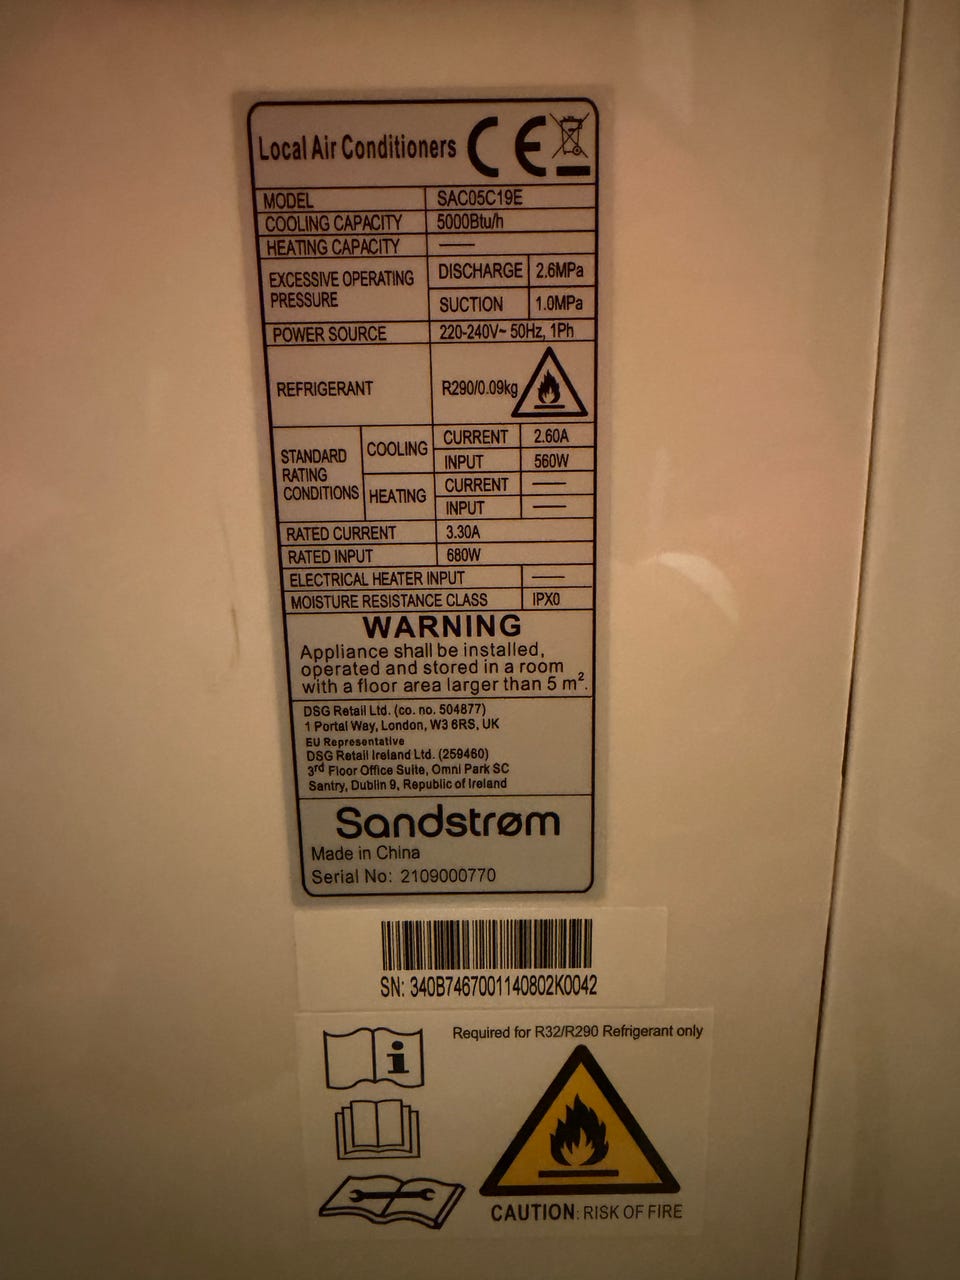 Local Air Conditioners CE
MODEL SAC05C19E
COOLING CAPACITY 5000Btu/h
HEATING CAPACITY ——
EXCESSIVE OPERATING PRESSURE DISCHARGE 2.6MPa
SUCTION 1.0MPa
POWER SOURCE 220-240V~ 50Hz, 1Ph
REFRIGERANT R290/0.09kg
STANDARD RATING CONDITIONS COOLING CURRENT 2.60A
INPUT 560W
HEATING CURRENT ——
INPUT ——
RATED CURRENT 3.30A
RATED INPUT 680W
ELECTRICAL HEATER INPUT ——
MOISTURE RESISTANCE CLASS IPX0
WARNING
Appliance shall be installed,
operated and stored in a room
with a floor area larger than 5 m².
DSG Retail Ltd. (co. no. 504877)
1 Portal Way, London, W3 6RS, UK
EU Representative
DSG Retail Ireland Ltd. (259460)
3rd Floor Office Suite, Omni Park SC
Santry, Dublin 9, Republic of Ireland
Sandstrøm
Made in China
Serial No: 2109000770
SN: 340B7467001140802K0042
Required for R32/R290 Refrigerant only
CAUTION: RISK OF FIRE